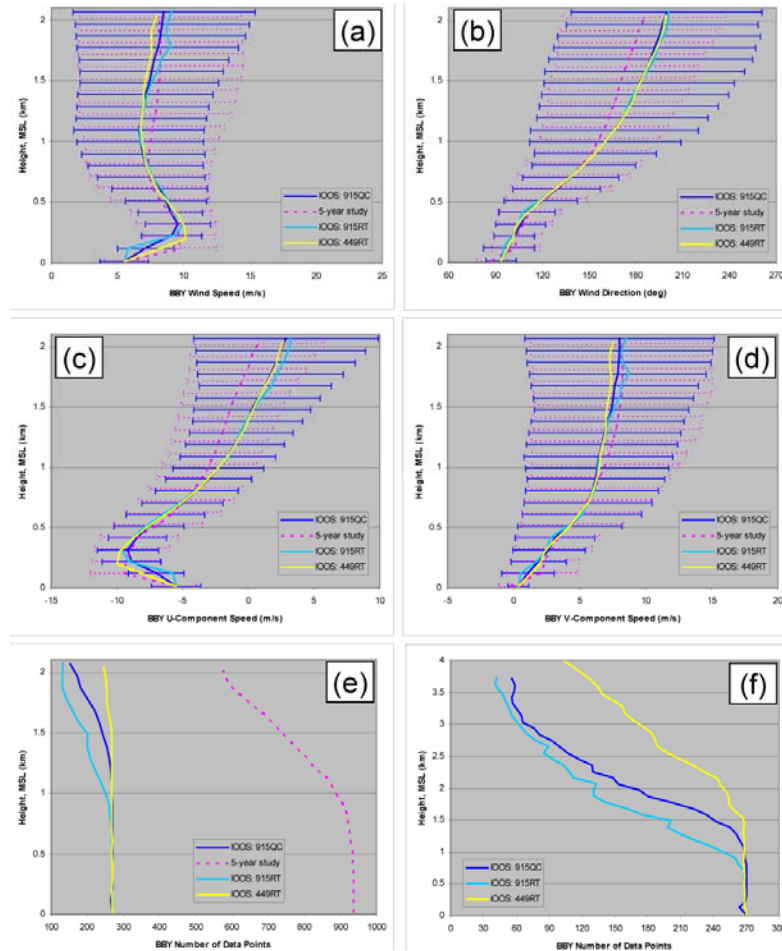 (a)
2
1.5
1
0.5
0
Height, MSL (km)
IOOS: 915QC
5-year study
IOOS: 915RT
IOOS: 449RT
0 5 10 15 20 25
BBY Wind Speed (m/s)
(b)
2
1.5
1
0.5
0
Height, MSL (km)
IOOS: 915QC
5-year study
IOOS: 915RT
IOOS: 449RT
60 90 120 150 180 210 240 270
BBY Wind Direction (deg)
(c)
2
1.5
1
0.5
0
Height, MSL (km)
IOOS: 915QC
5-year study
IOOS: 915RT
IOOS: 449RT
-15 -10 -5 0 5 10
BBY U-Component Speed (m/s)
(d)
2
1.5
1
0.5
0
Height, MSL (km)
IOOS: 915QC
5-year study
IOOS: 915RT
IOOS: 449RT
-5 0 5 10 15 20
BBY V-Component Speed (m/s)
(e)
2
1.5
1
0.5
0
Height, MSL (km)
IOOS: 915QC
5-year study
IOOS: 915RT
IOOS: 449RT
100 200 300 400 500 600 700 800 900 1000
BBY Number of Data Points
(f)
4
3.5
3
2.5
2
1.5
1
0.5
0
Height, MSL (km)
IOOS: 915QC
IOOS: 915RT
IOOS: 449RT
0 30 60 90 120 150 180 210 240 270 30
BBY Number of Data Points